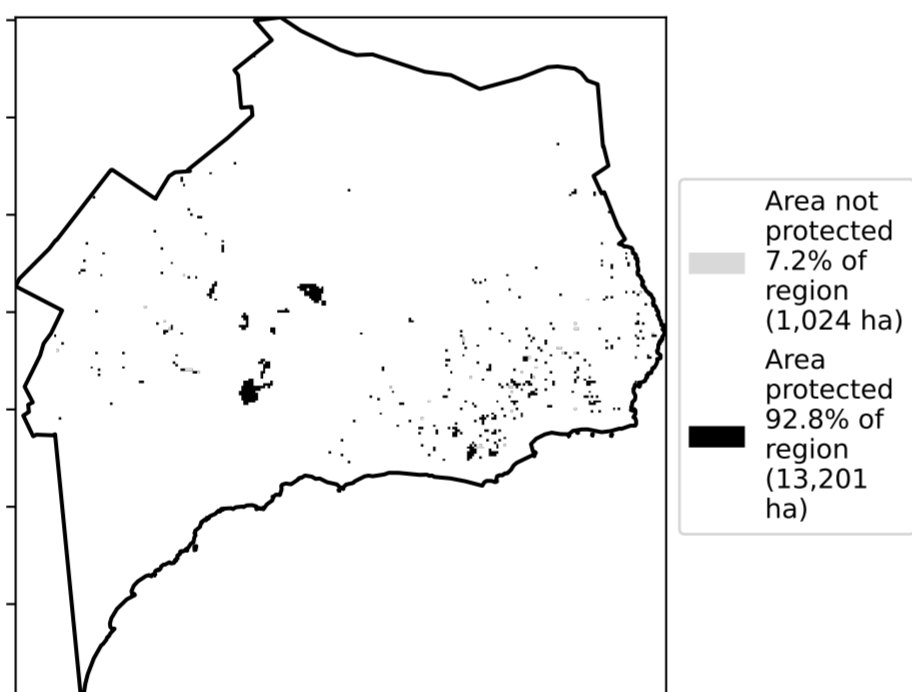 Area not
protected
7.2% of
region
(1,024 ha)
Area
protected
92.8% of
region
(13,201
ha)